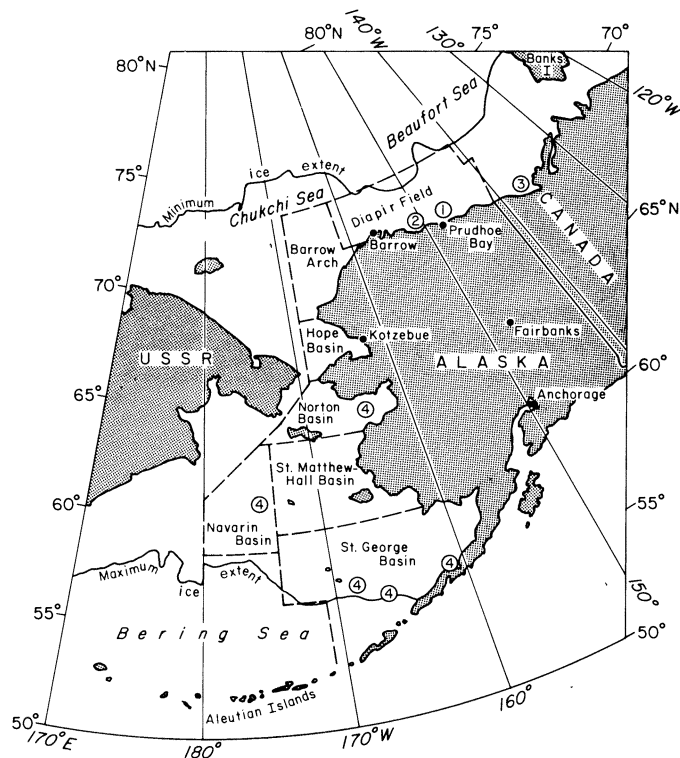 80°N
140°W
130°
75°
70°
80°N
Banks
I
120°W
Beaufort Sea
75°
Minimum
ice
extent
Chukchi Sea
Diapir Field
①
②
③
65°N
CANADA
Barrow
Prudhoe
Bay
Barrow
Arch
70°
Hope
Basin
Kotzebue
Fairbanks
USSR
ALASKA
60°
65°
Norton
Basin
④
Anchorage
St. Matthew-
Hall Basin
④
60°
55°
Navarin
Basin
St. George
Basin
④
Maximum
ice
extent
④
④
150°
55°
50°
Bering Sea
160°
Aleutian Islands
50°
170°E
180°
170°W